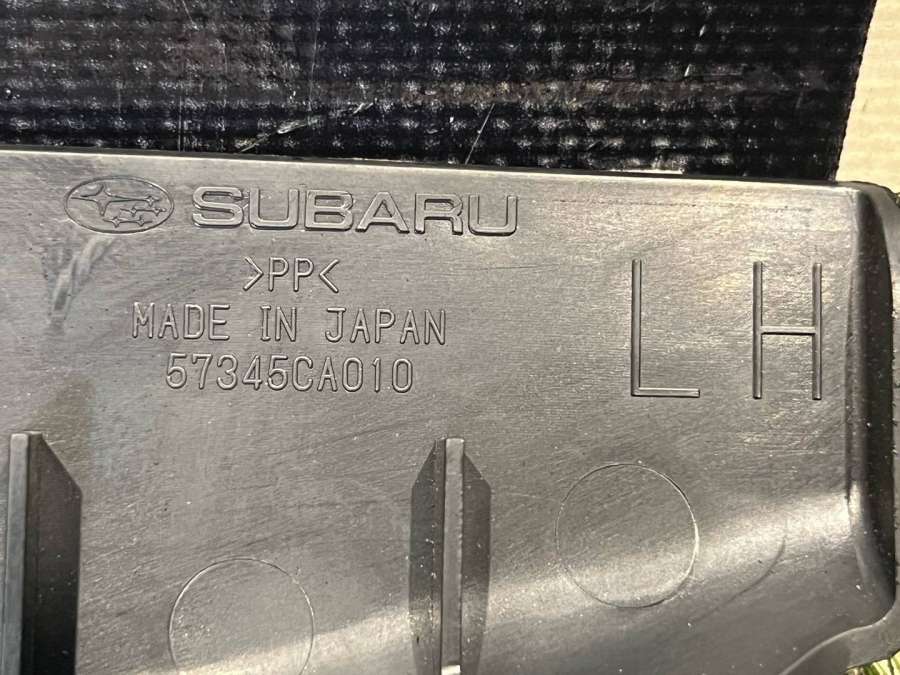 SUBARU
>PP<
MADE IN JAPAN
57345CA010
LH